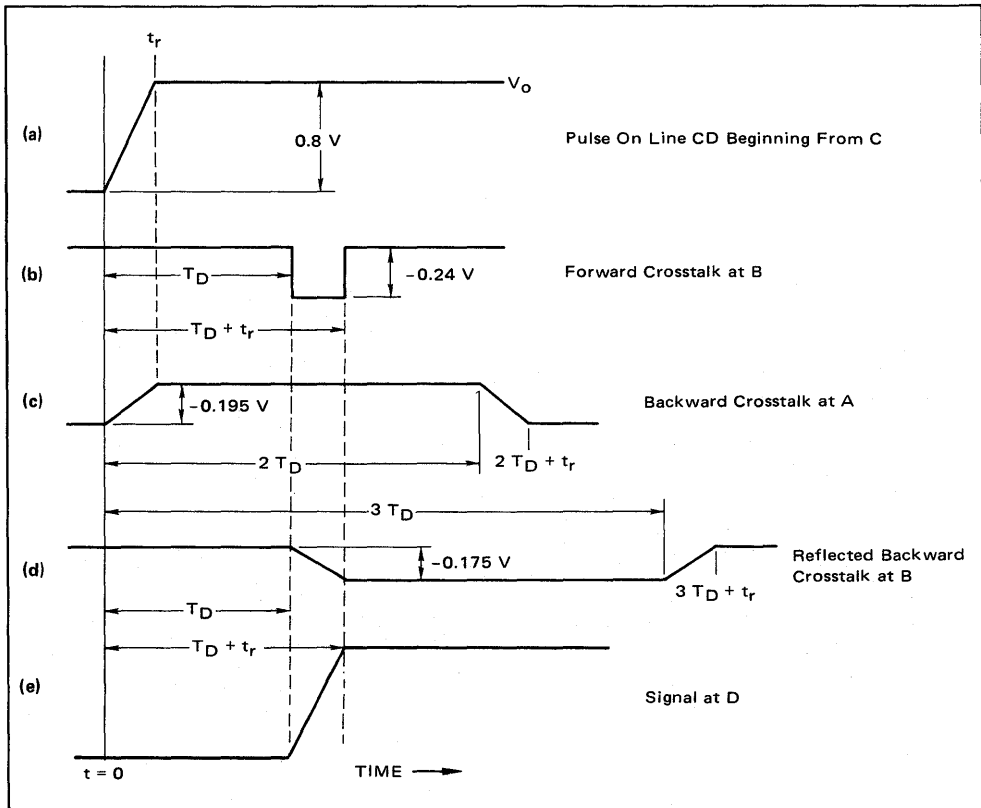 t_r
V_o
(a)
0.8 V
Pulse On Line CD Beginning From C
(b)
T_D
−0.24 V
Forward Crosstalk at B
T_D + t_r
(c)
−0.195 V
Backward Crosstalk at A
2 T_D
2 T_D + t_r
3 T_D
(d)
−0.175 V
Reflected Backward
Crosstalk at B
3 T_D + t_r
T_D
T_D + t_r
(e)
Signal at D
t = 0
TIME